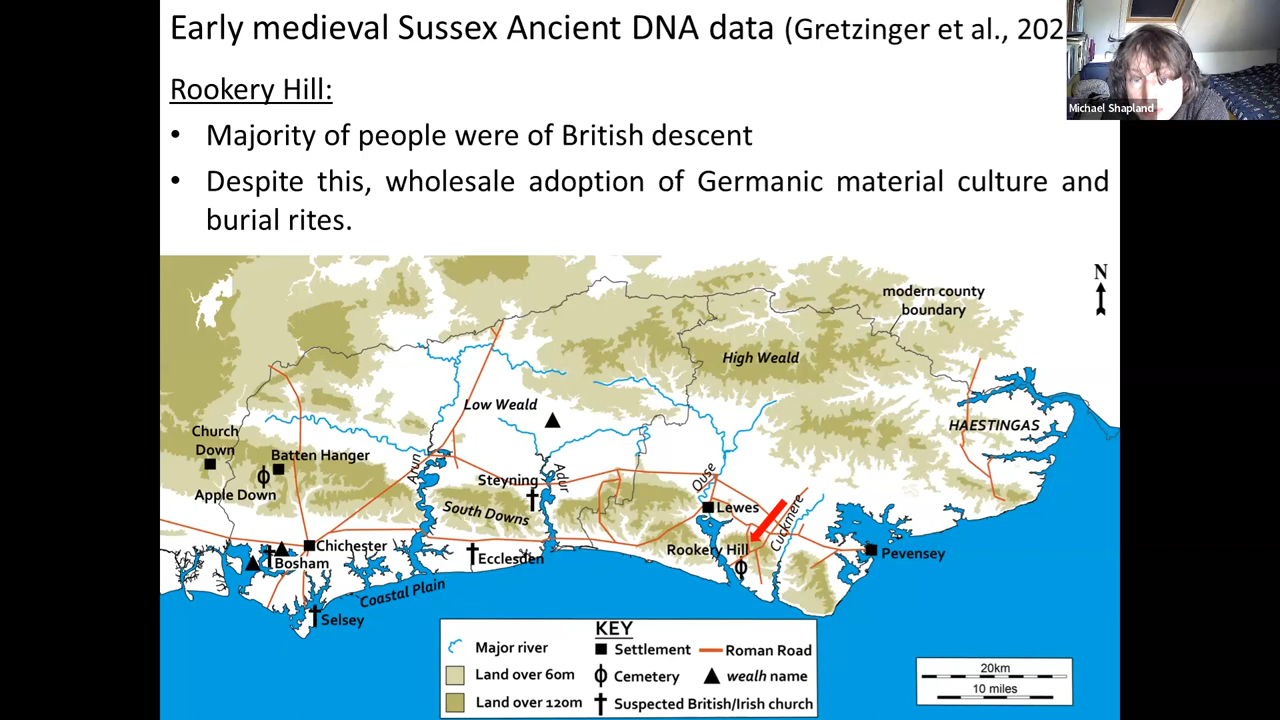 Early medieval Sussex Ancient DNA data (Gretzinger et al., 202
Michael Shapland
Rookery Hill:
• Majority of people were of British descent
• Despite this, wholesale adoption of Germanic material culture and
burial rites.
N
modern county
boundary
High Weald
Low Weald
HAESTINGAS
Church
Down
Batten Hanger
Apple Down
Arun
Steyning
Adur
South Downs
Ouse
Lewes
Cuckmere
Rookery Hill
Pevensey
Chichester
Bosham
Ecclesden
Coastal Plain
Selsey
KEY
Major river
Settlement
Roman Road
Land over 60m
Cemetery
wealh name
Land over 120m
Suspected British/Irish church
20km
10 miles